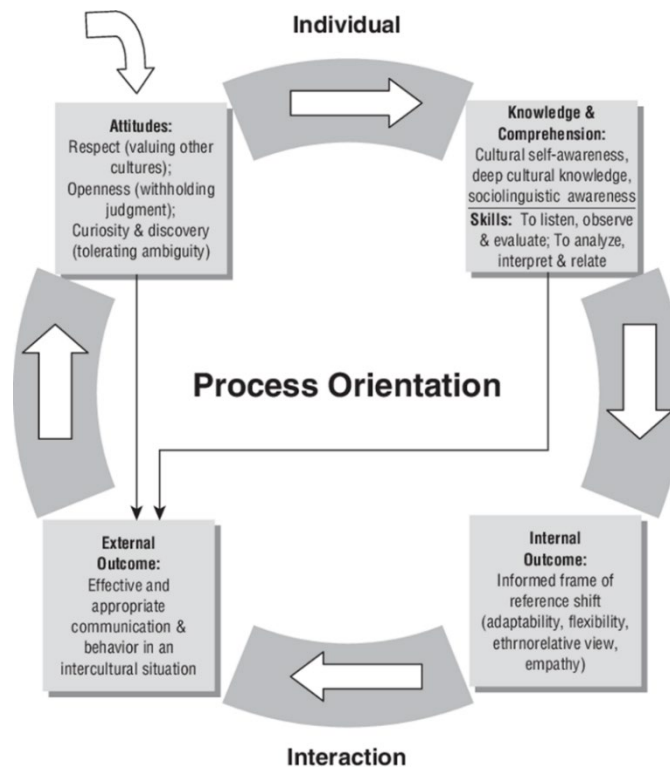 Individual
Attitudes:
Respect (valuing other
cultures);
Openness (withholding
judgment);
Curiosity & discovery
(tolerating ambiguity)
Knowledge &
Comprehension:
Cultural self-awareness,
deep cultural knowledge,
sociolinguistic awareness
Skills: To listen, observe
& evaluate; To analyze,
interpret & relate
Process Orientation
External
Outcome:
Effective and
appropriate
communication &
behavior in an
intercultural situation
Internal
Outcome:
Informed frame of
reference shift
(adaptability, flexibility,
ethrnorelative view,
empathy)
Interaction